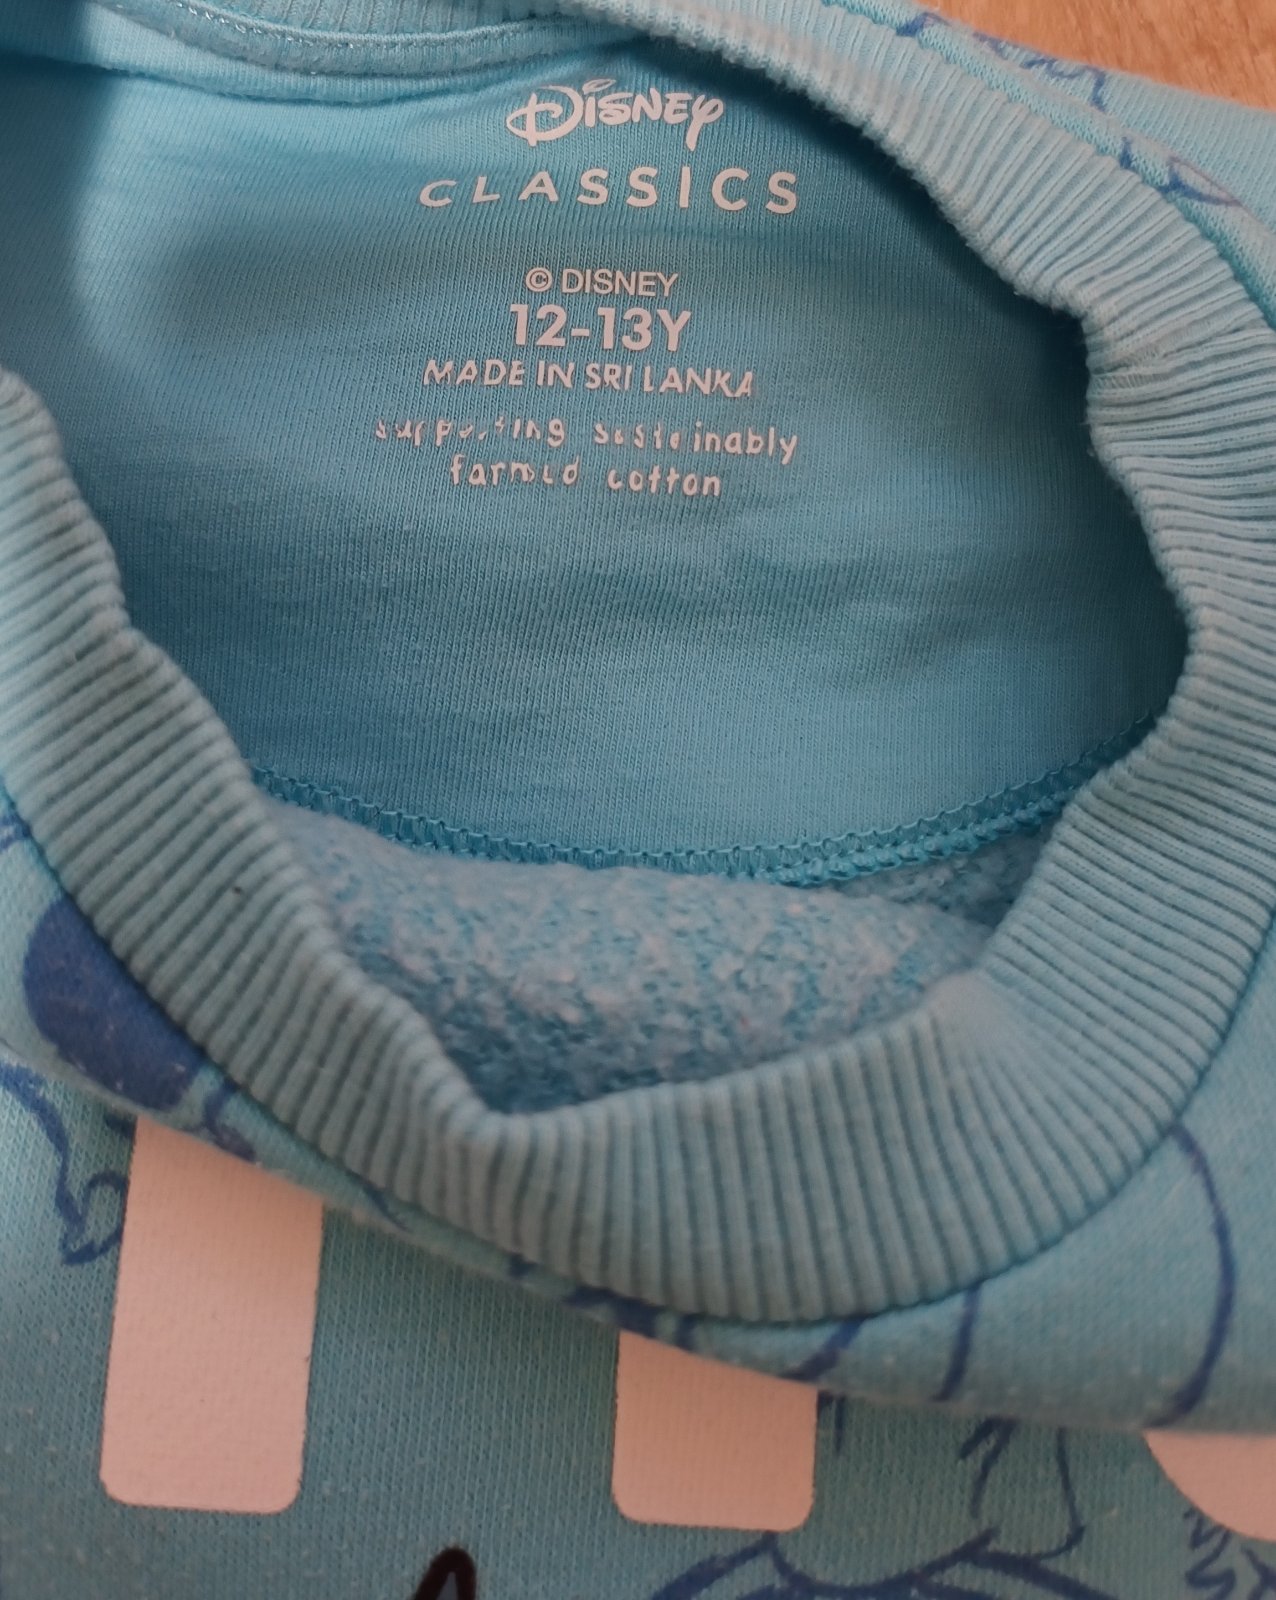 Disney
CLASSICS
© DISNEY
12-13Y
MADE IN SRI LANKA
supporting sustainably
farmed cotton